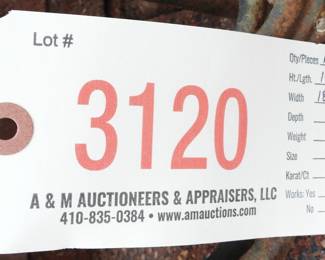 Lot #
3120
A & M AUCTIONEERS & APPRAISERS, LLC
410-835-0384 • www.amauctions.com
Qty/Pieces
Ht./Lgth.
Width
Depth
Weight
Size
Karat/Ct
Works: Yes
No